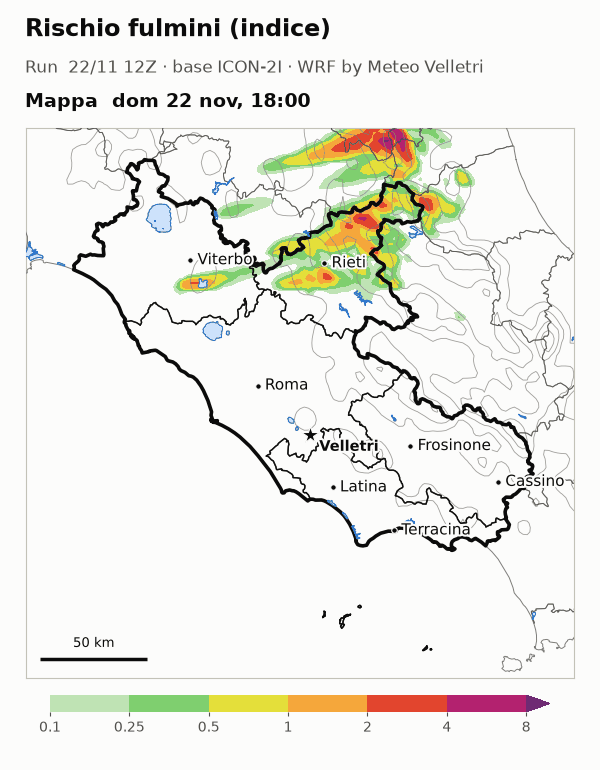 Rischio fulmini (indice)
Run  22/11 12Z · base ICON-2I · WRF by Meteo Velletri
Mappa  dom 22 nov, 18:00
Viterbo
Rieti
Roma
Velletri
Frosinone
Latina
Cassino
Terracina
50 km
0.1 0.25 0.5 1 2 4 8